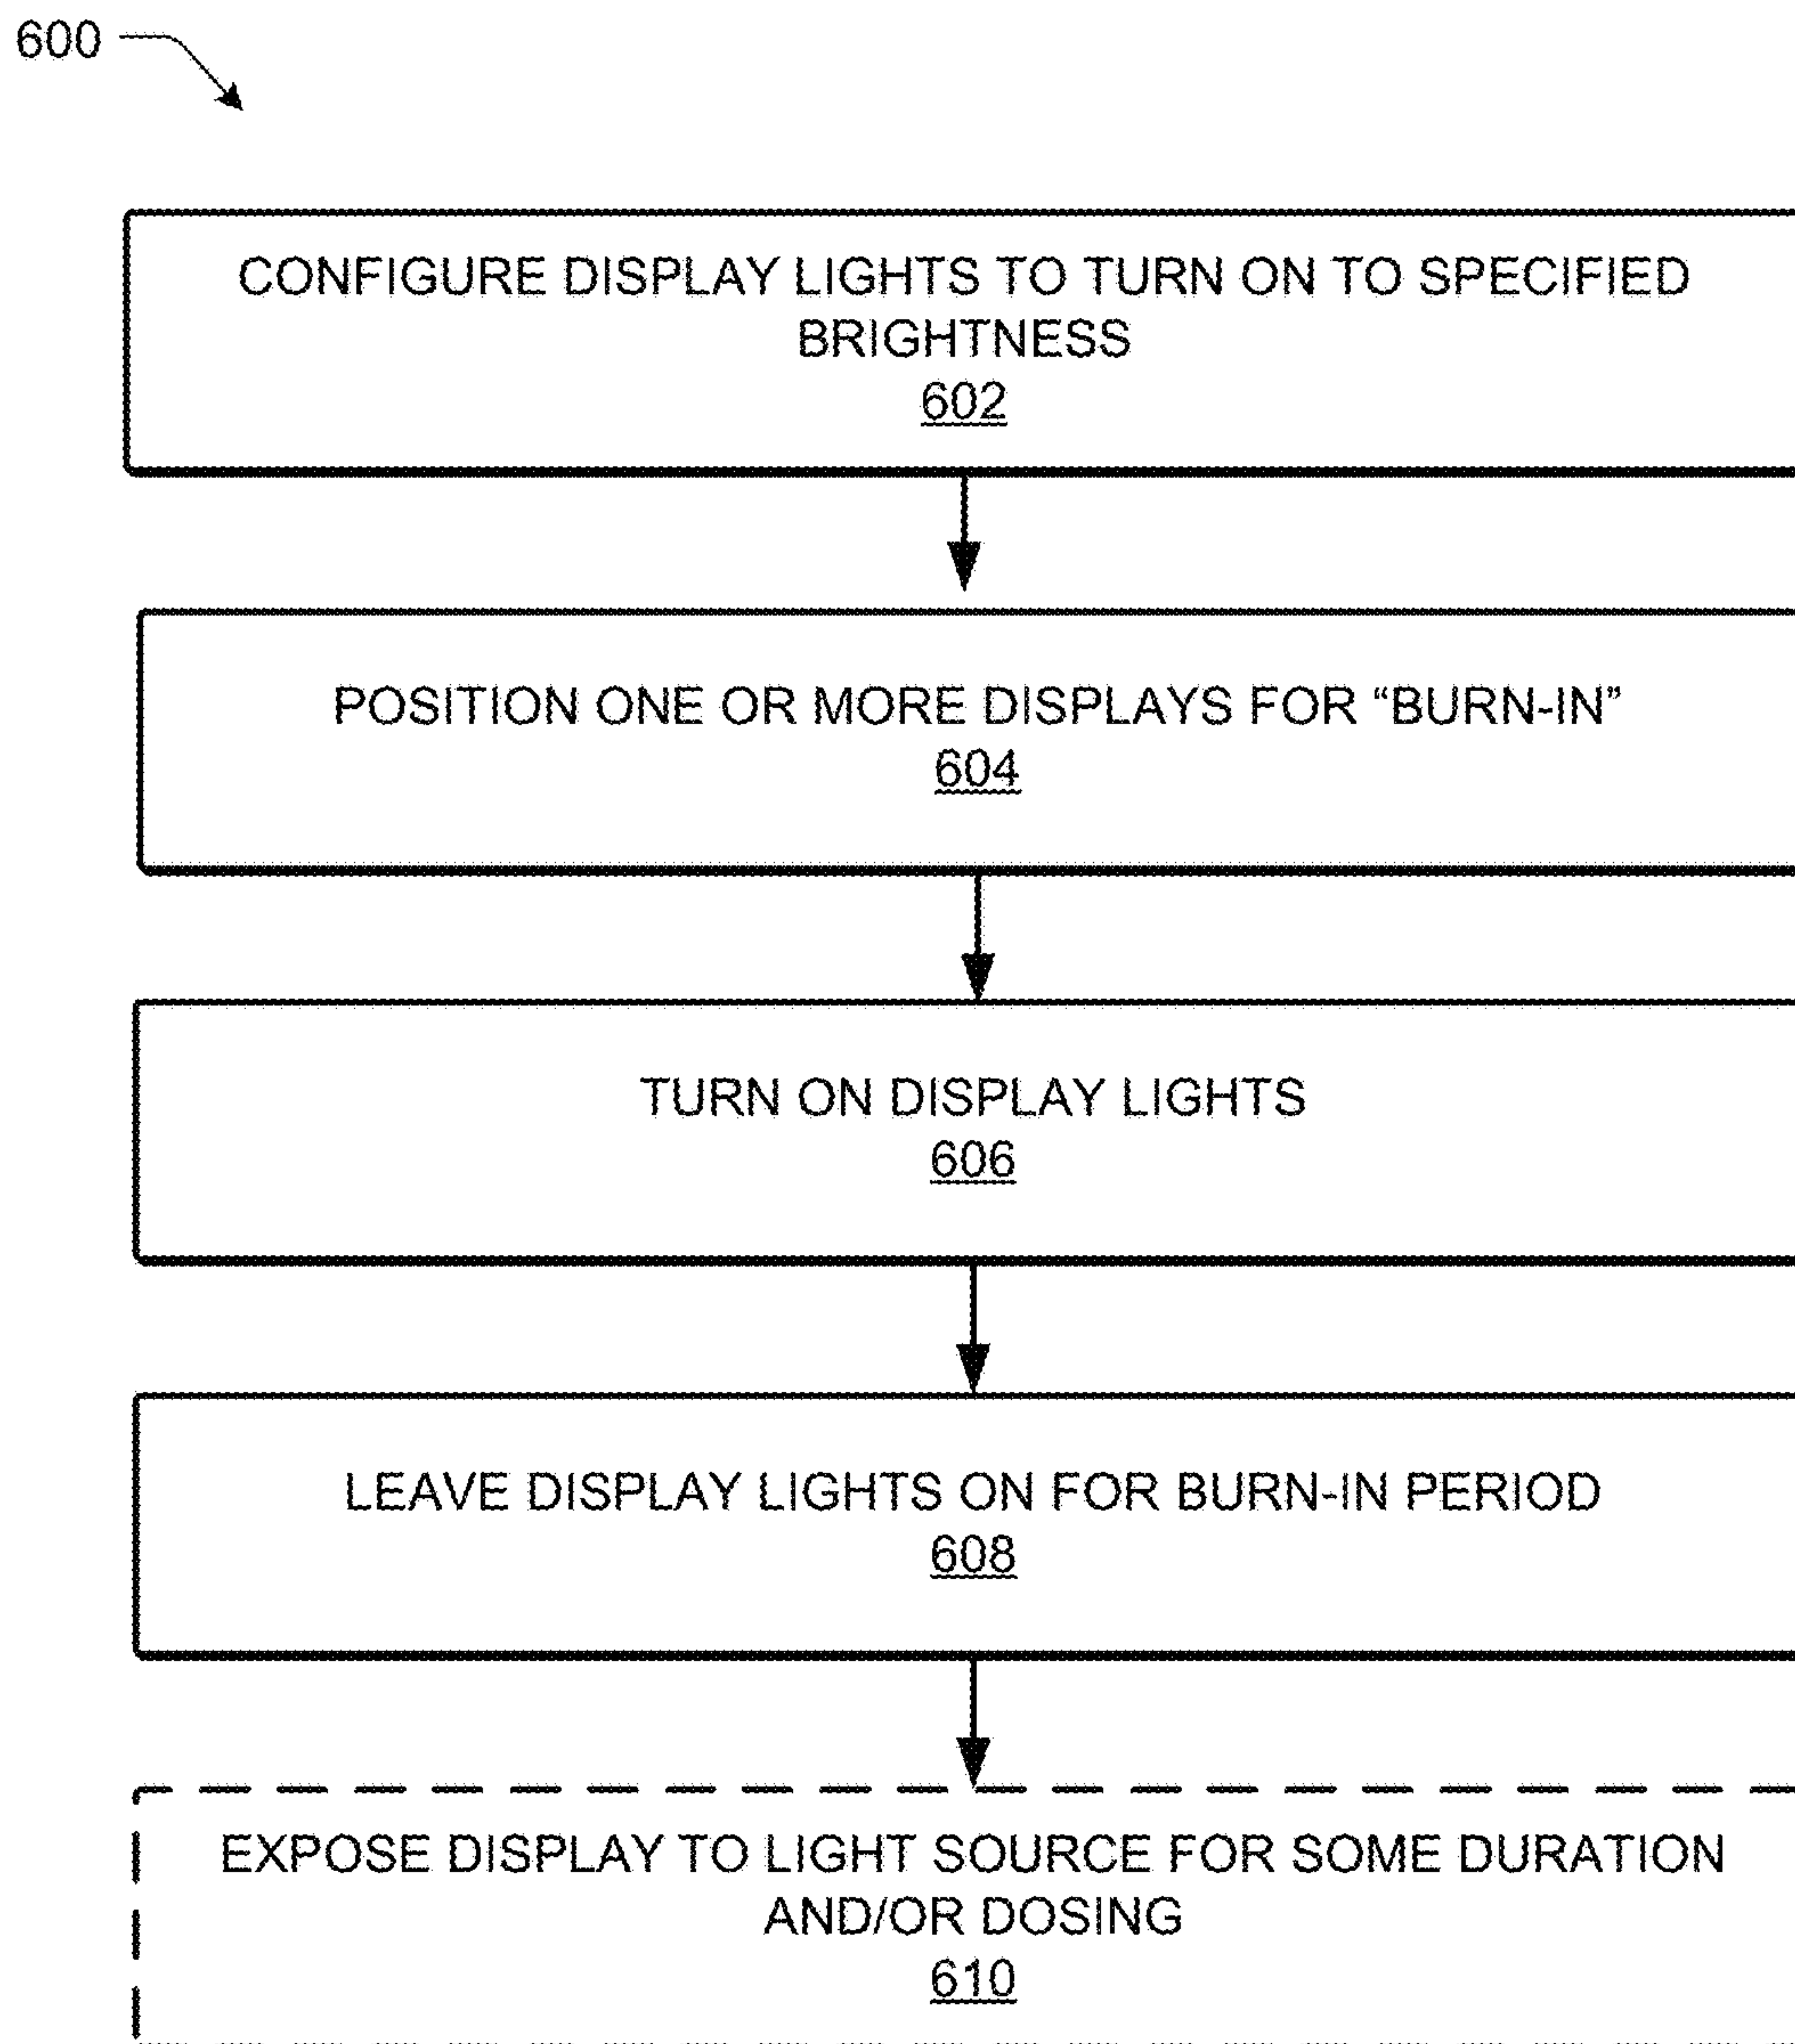 600
CONFIGURE DISPLAY LIGHTS TO TURN ON TO SPECIFIED
BRIGHTNESS
602
POSITION ONE OR MORE DISPLAYS FOR “BURN-IN”
604
TURN ON DISPLAY LIGHTS
606
LEAVE DISPLAY LIGHTS ON FOR BURN-IN PERIOD
608
EXPOSE DISPLAY TO LIGHT SOURCE FOR SOME DURATION
AND/OR DOSING
610